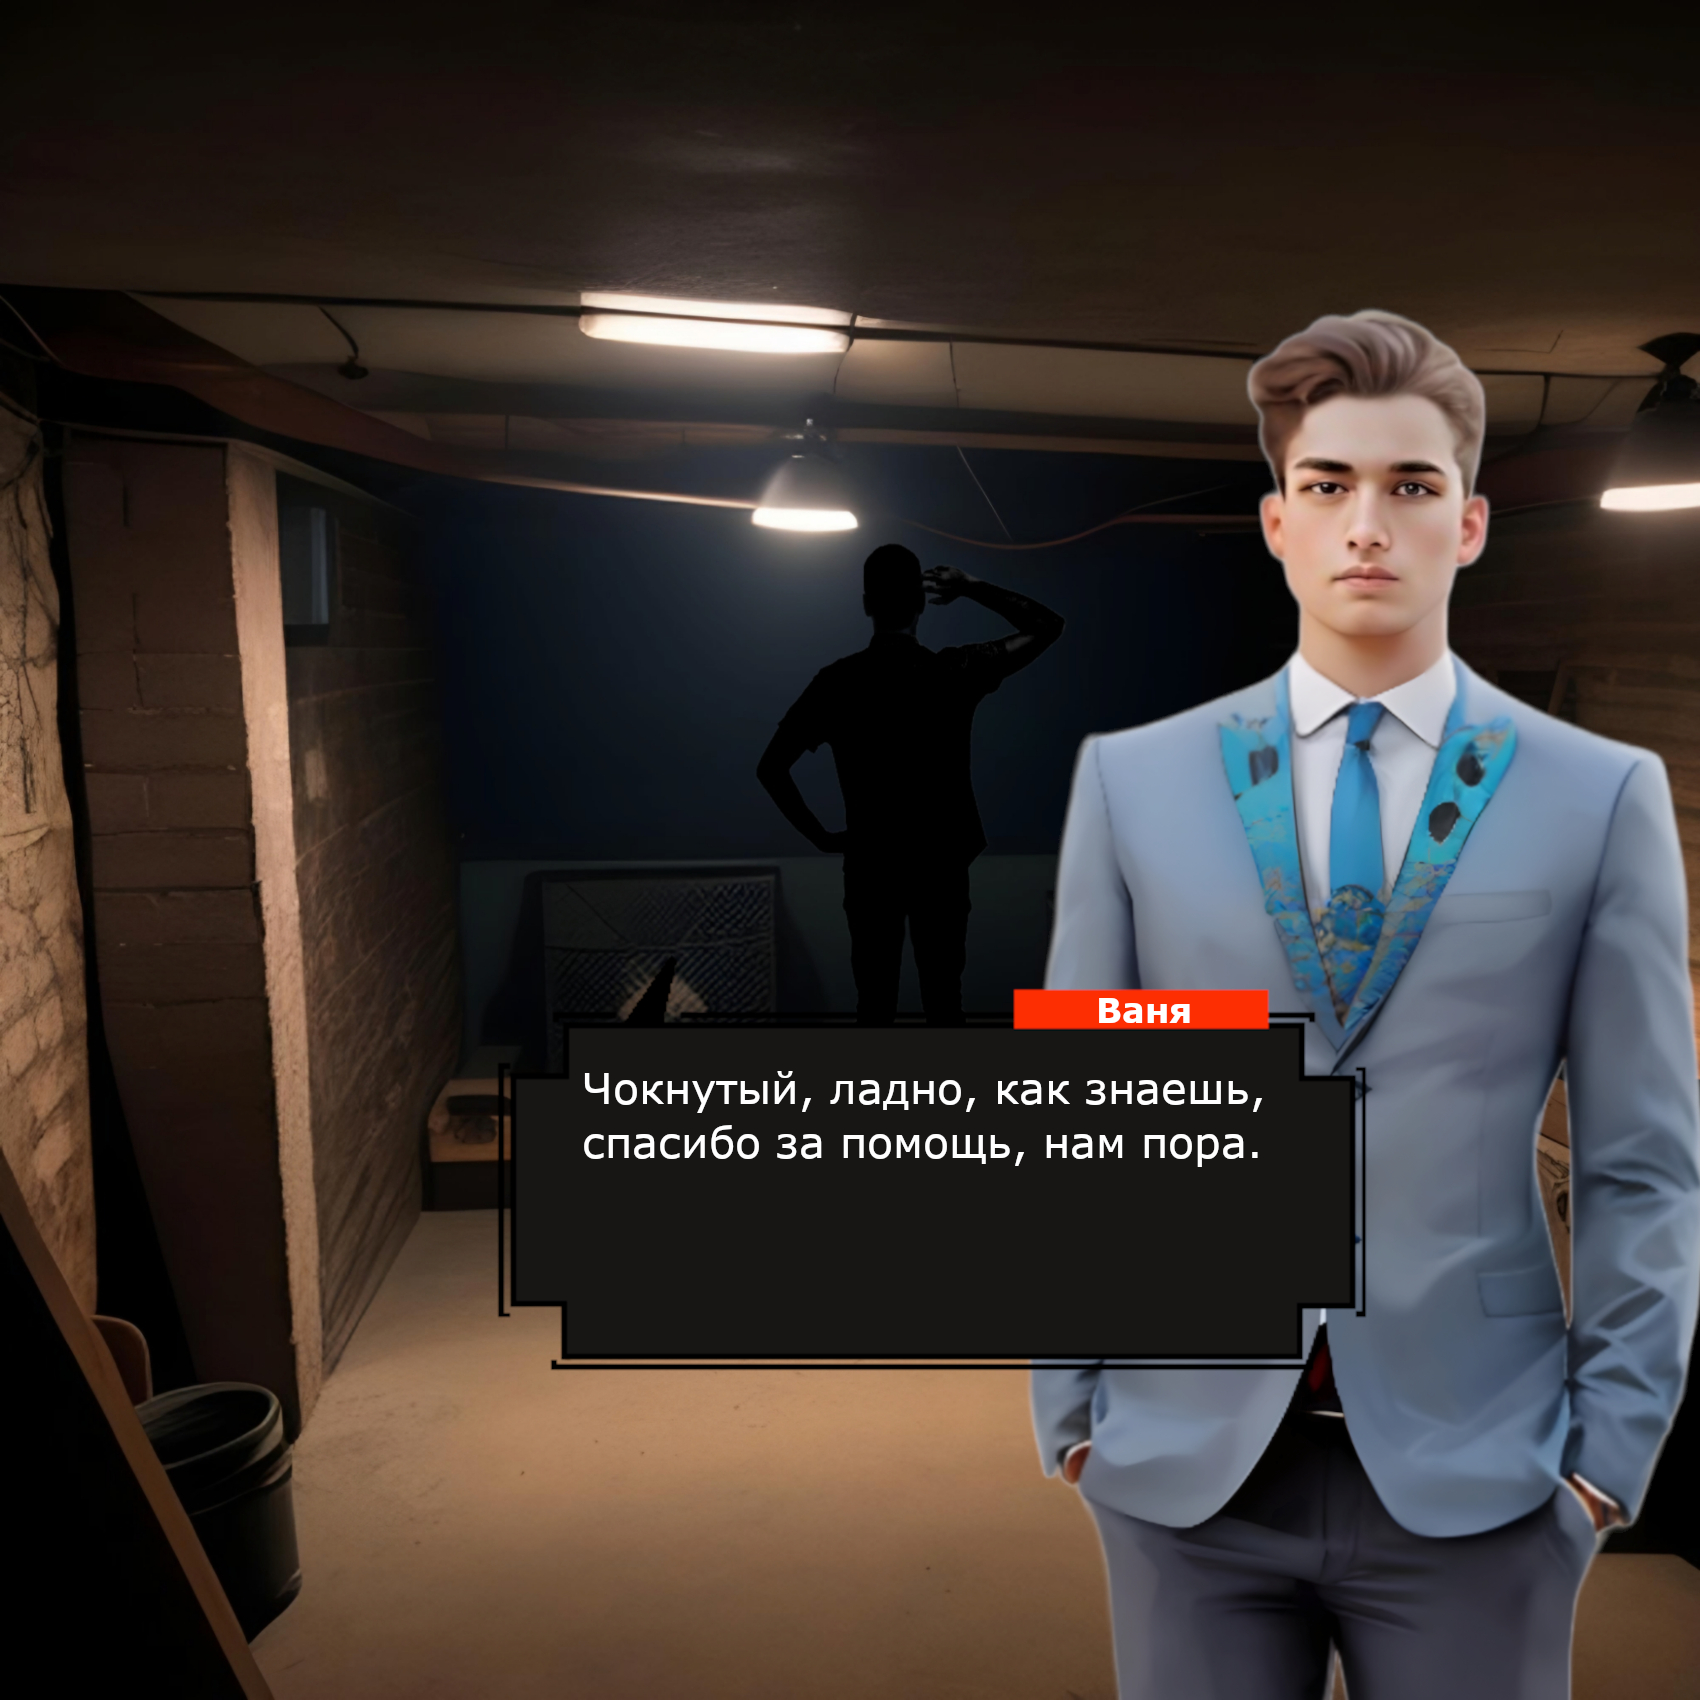 Ваня
Чокнутый, ладно, как знаешь,
спасибо за помощь, нам пора.